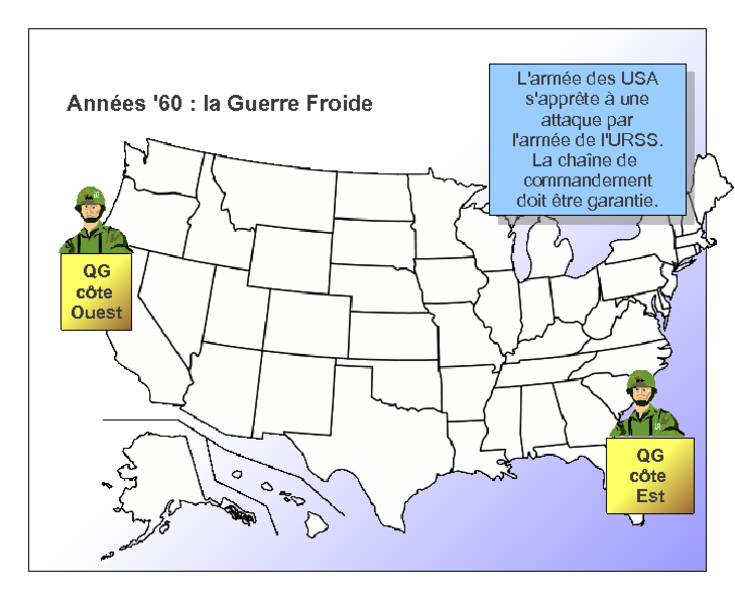 Années '60 : la Guerre Froide
L'armée des USA
s'apprête à une
attaque par
l'armée de l'URSS.
La chaîne de
commandement
doit être garantie.
QG
côte
Ouest
QG
côte
Est